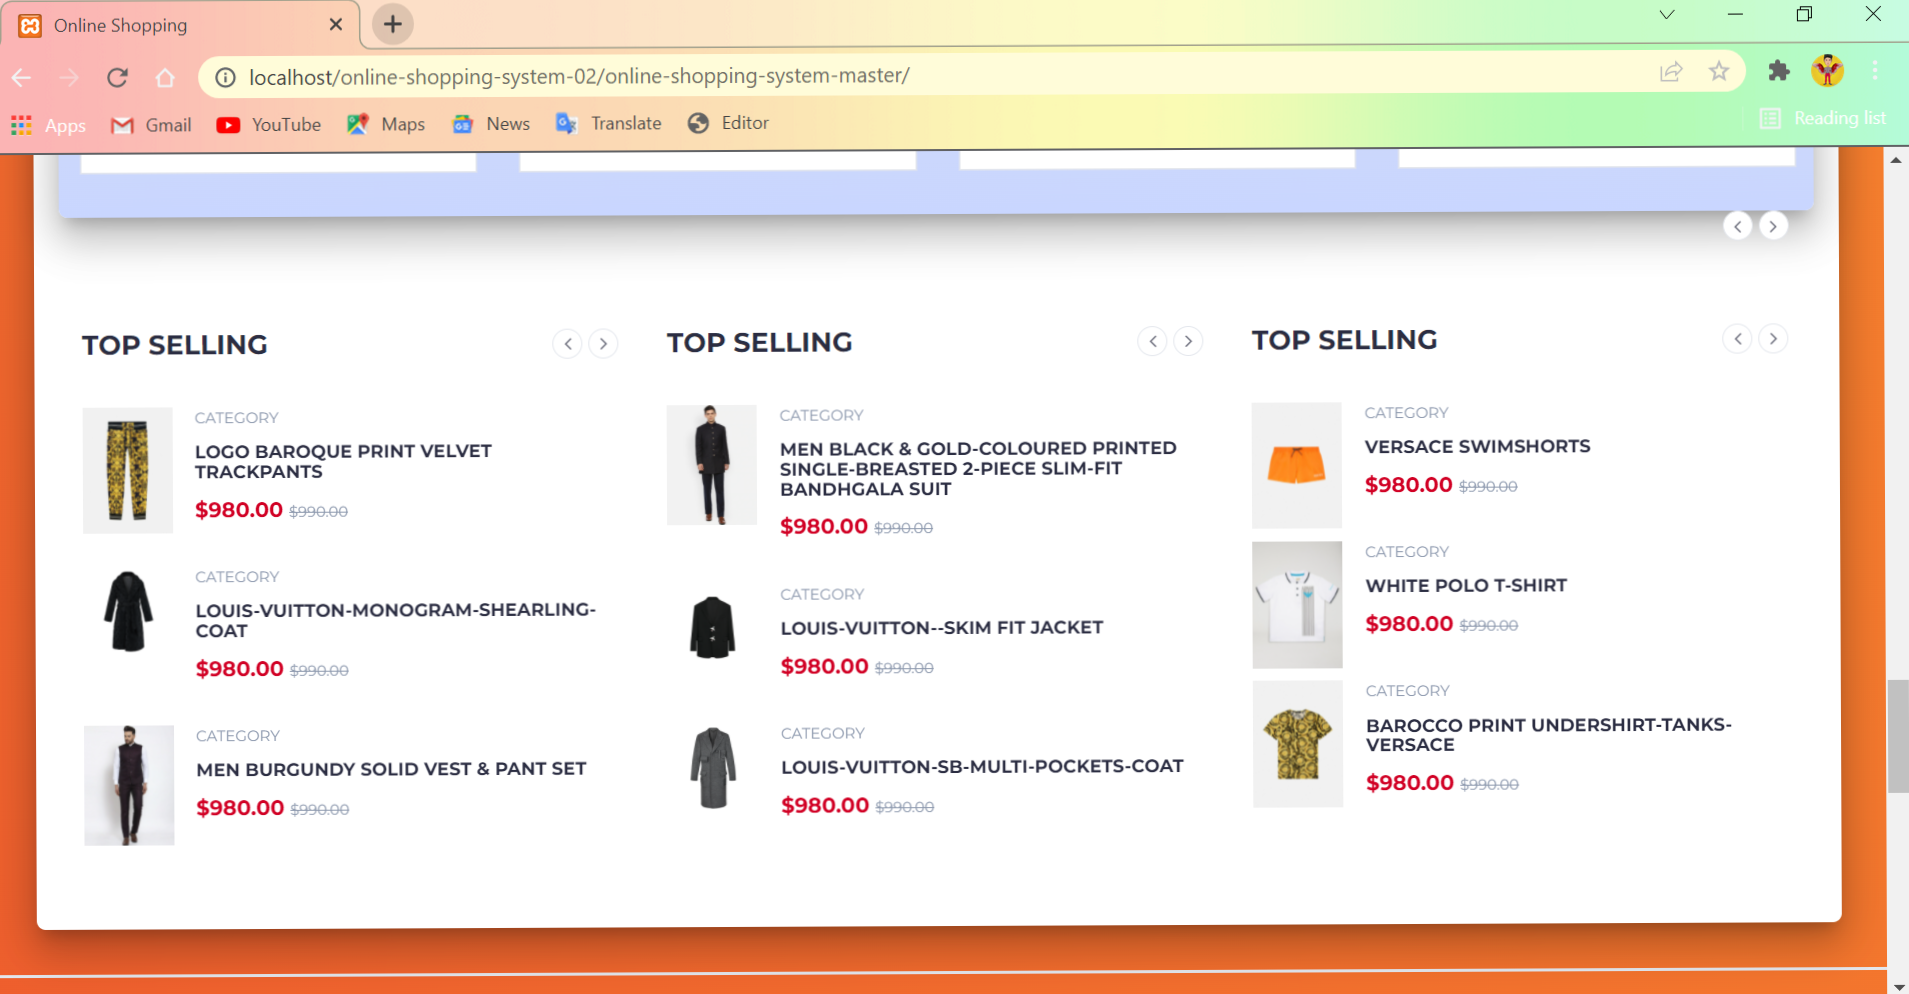 Online Shopping
localhost/online-shopping-system-02/online-shopping-system-master/
Apps
Gmail
YouTube
Maps
News
Translate
Editor
Reading list
TOP SELLING
CATEGORY
LOGO BAROQUE PRINT VELVET
TRACKPANTS
$980.00 $990.00
CATEGORY
LOUIS-VUITTON-MONOGRAM-SHEARLING-
COAT
$980.00 $990.00
CATEGORY
MEN BURGUNDY SOLID VEST & PANT SET
$980.00 $990.00
TOP SELLING
CATEGORY
MEN BLACK & GOLD-COLOURED PRINTED
SINGLE-BREASTED 2-PIECE SLIM-FIT
BANDHGALA SUIT
$980.00 $990.00
CATEGORY
LOUIS-VUITTON--SKIM FIT JACKET
$980.00 $990.00
CATEGORY
LOUIS-VUITTON-SB-MULTI-POCKETS-COAT
$980.00 $990.00
TOP SELLING
CATEGORY
VERSACE SWIMSHORTS
$980.00 $990.00
CATEGORY
WHITE POLO T-SHIRT
$980.00 $990.00
CATEGORY
BAROCCO PRINT UNDERSHIRT-TANKS-
VERSACE
$980.00 $990.00